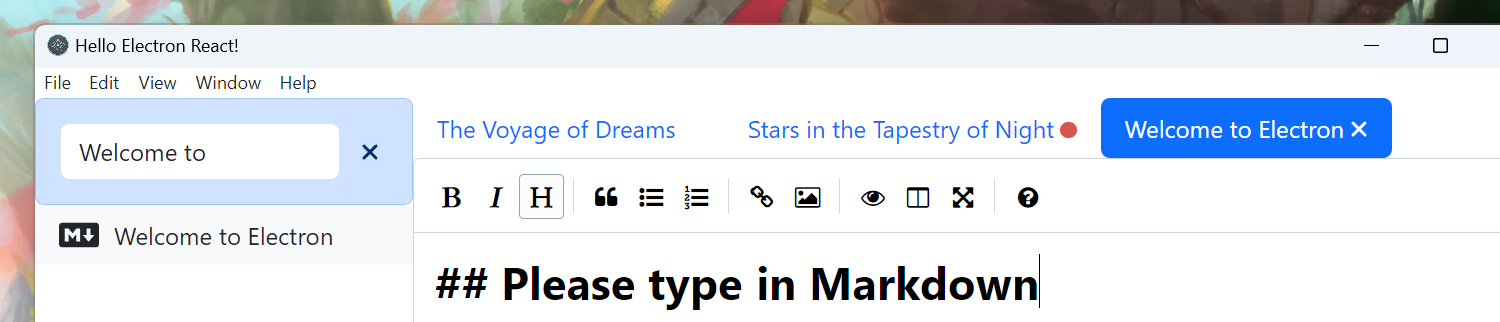 Hello Electron React!
File Edit View Window Help
The Voyage of Dreams Stars in the Tapestry of Night Welcome to Electron
Welcome to
B I H
Welcome to Electron
## Please type in Markdown